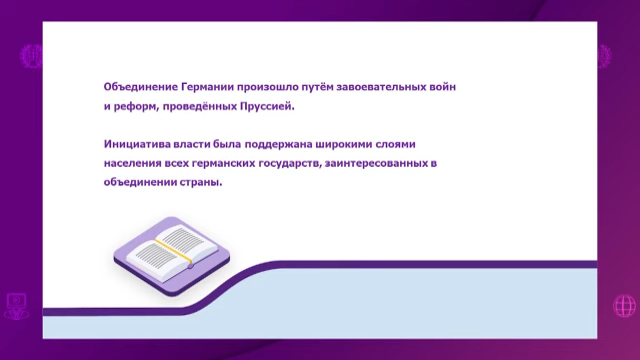 Объединение Германии произошло путём завоевательных войн
и реформ, проведённых Пруссией.
Инициатива власти была поддержана широкими слоями
населения всех германских государств, заинтересованных в
объединении страны.